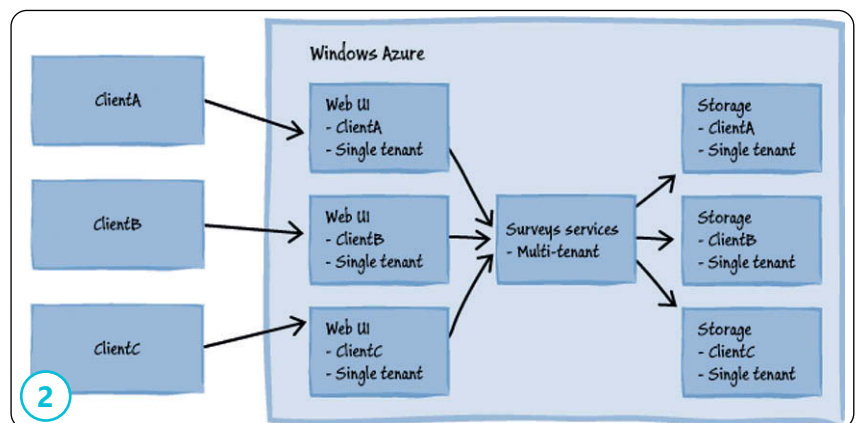 Windows Azure
ClientA
Web UI
- ClientA
- Single tenant
Storage
- ClientA
- Single tenant
ClientB
Web UI
- ClientB
- Single tenant
Surveys services
- Multi-tenant
Storage
- ClientB
- Single tenant
ClientC
Web UI
- ClientC
- Single tenant
Storage
- ClientC
- Single tenant
2